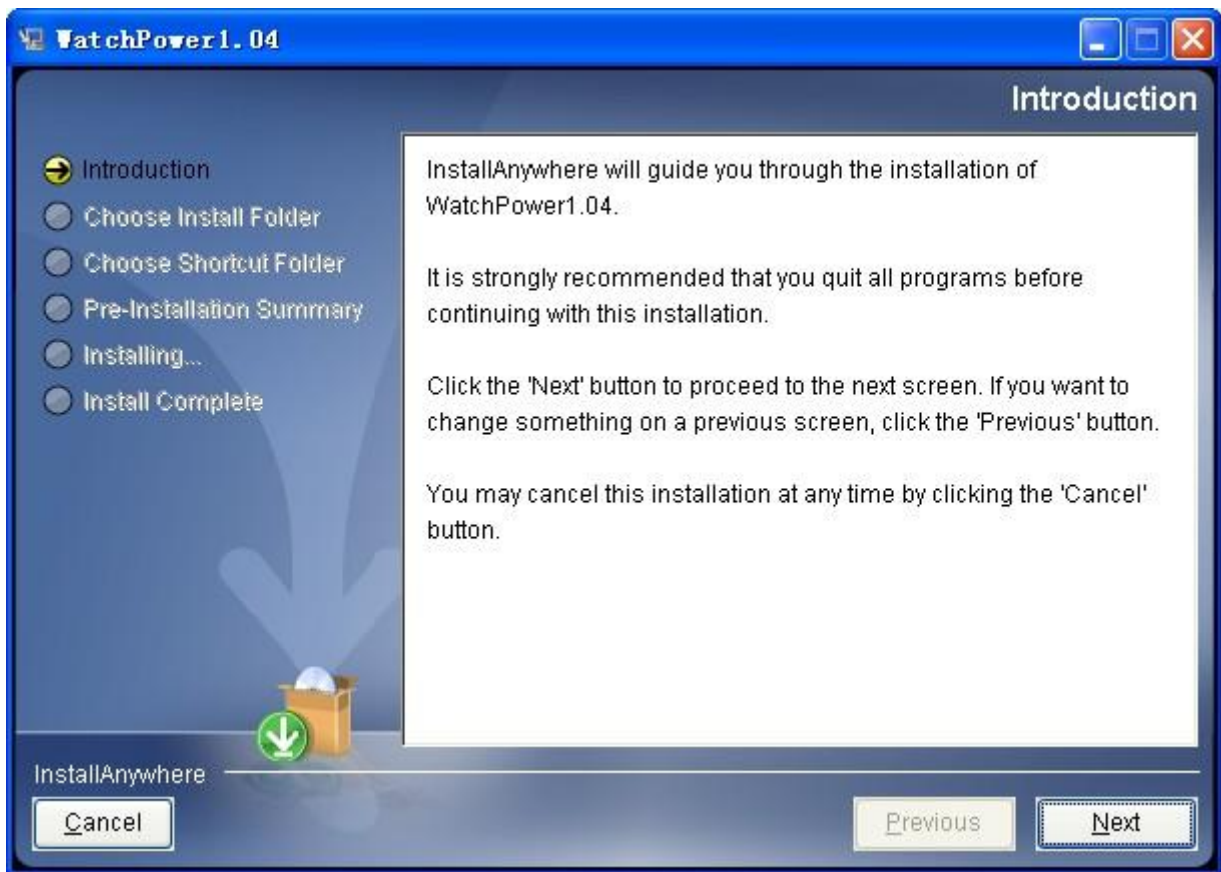 WatchPower1.04
Introduction
Introduction
Choose Install Folder
Choose Shortcut Folder
Pre-Installation Summary
Installing...
Install Complete
InstallAnywhere will guide you through the installation of
WatchPower1.04.
It is strongly recommended that you quit all programs before
continuing with this installation.
Click the 'Next' button to proceed to the next screen. If you want to
change something on a previous screen, click the 'Previous' button.
You may cancel this installation at any time by clicking the 'Cancel'
button.
InstallAnywhere
Cancel
Previous
Next